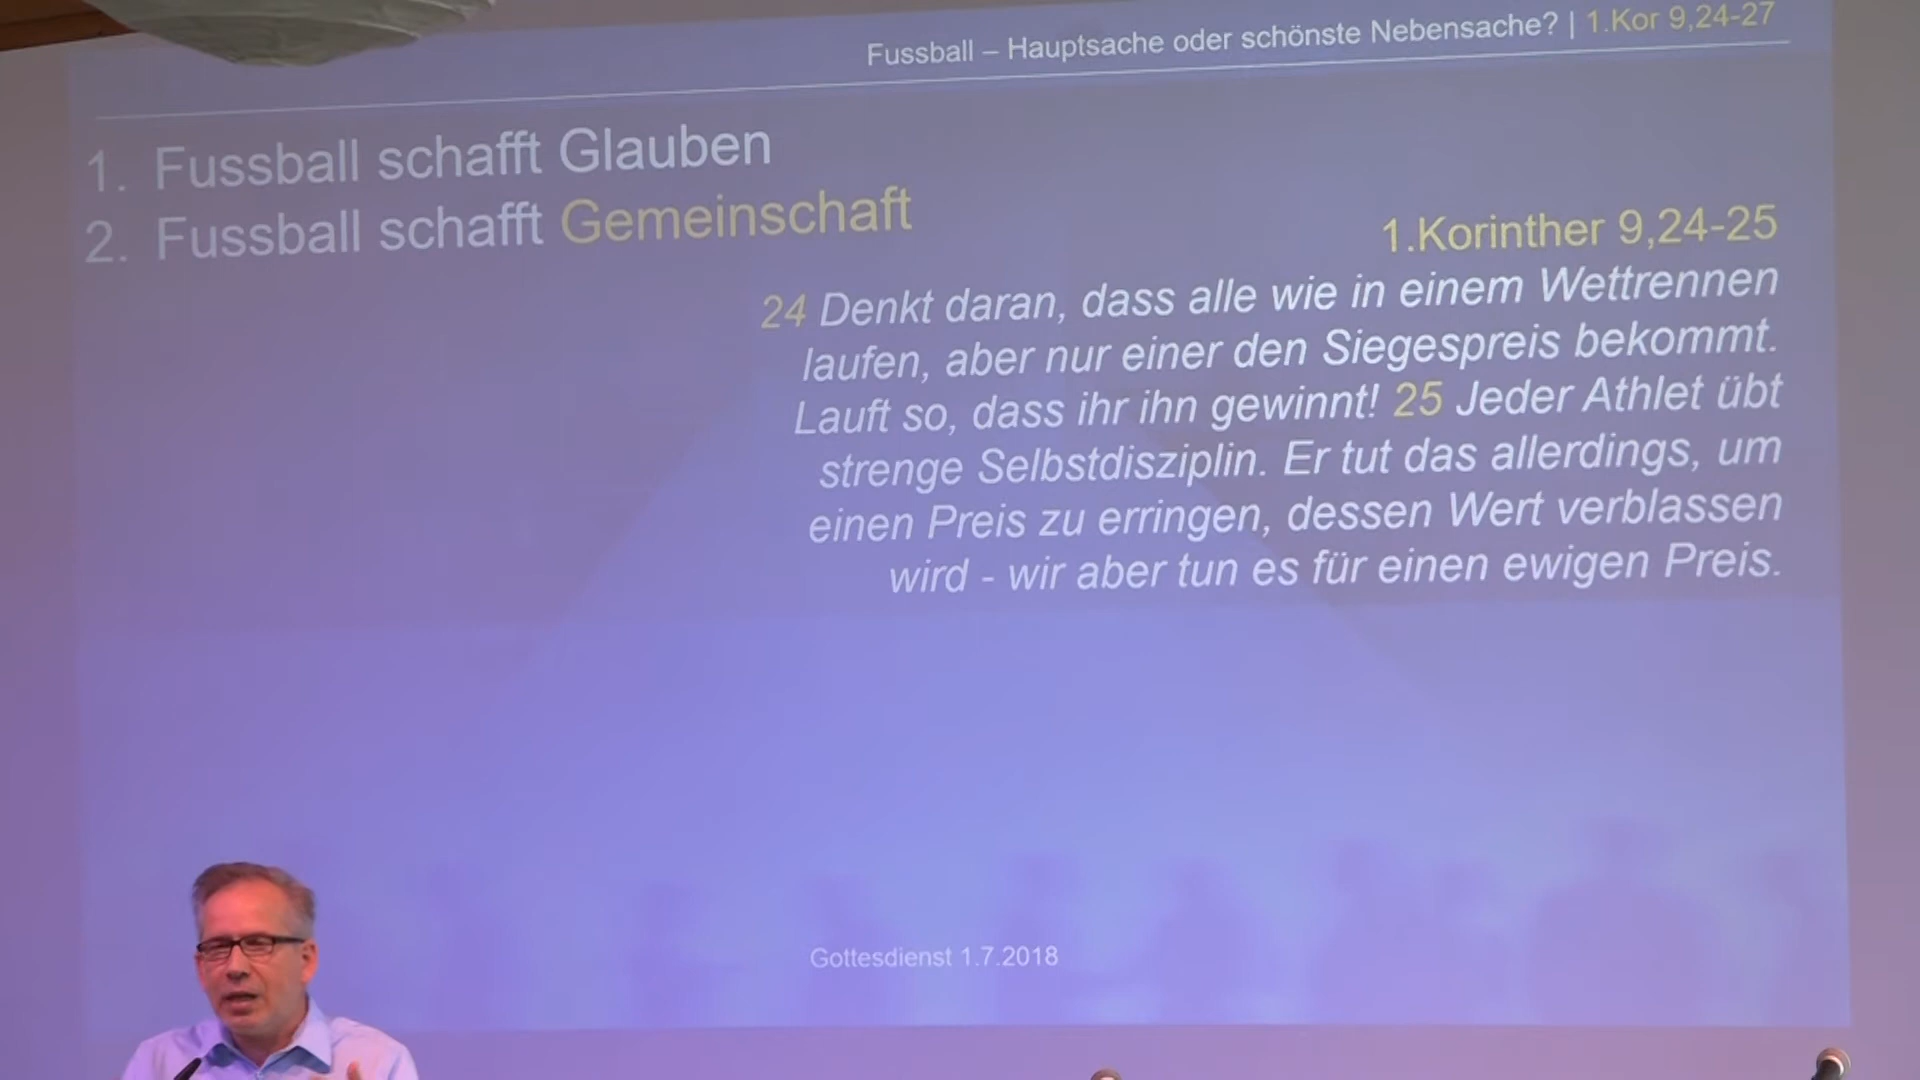 Fussball – Hauptsache oder schönste Nebensache? | 1.Kor 9,24-27
1. Fussball schafft Glauben
2. Fussball schafft Gemeinschaft
1.Korinther 9,24-25
24 Denkt daran, dass alle wie in einem Wettrennen
laufen, aber nur einer den Siegespreis bekommt.
Lauft so, dass ihr ihn gewinnt! 25 Jeder Athlet übt
strenge Selbstdisziplin. Er tut das allerdings, um
einen Preis zu erringen, dessen Wert verblassen
wird - wir aber tun es für einen ewigen Preis.
Gottesdienst 1.7.2018